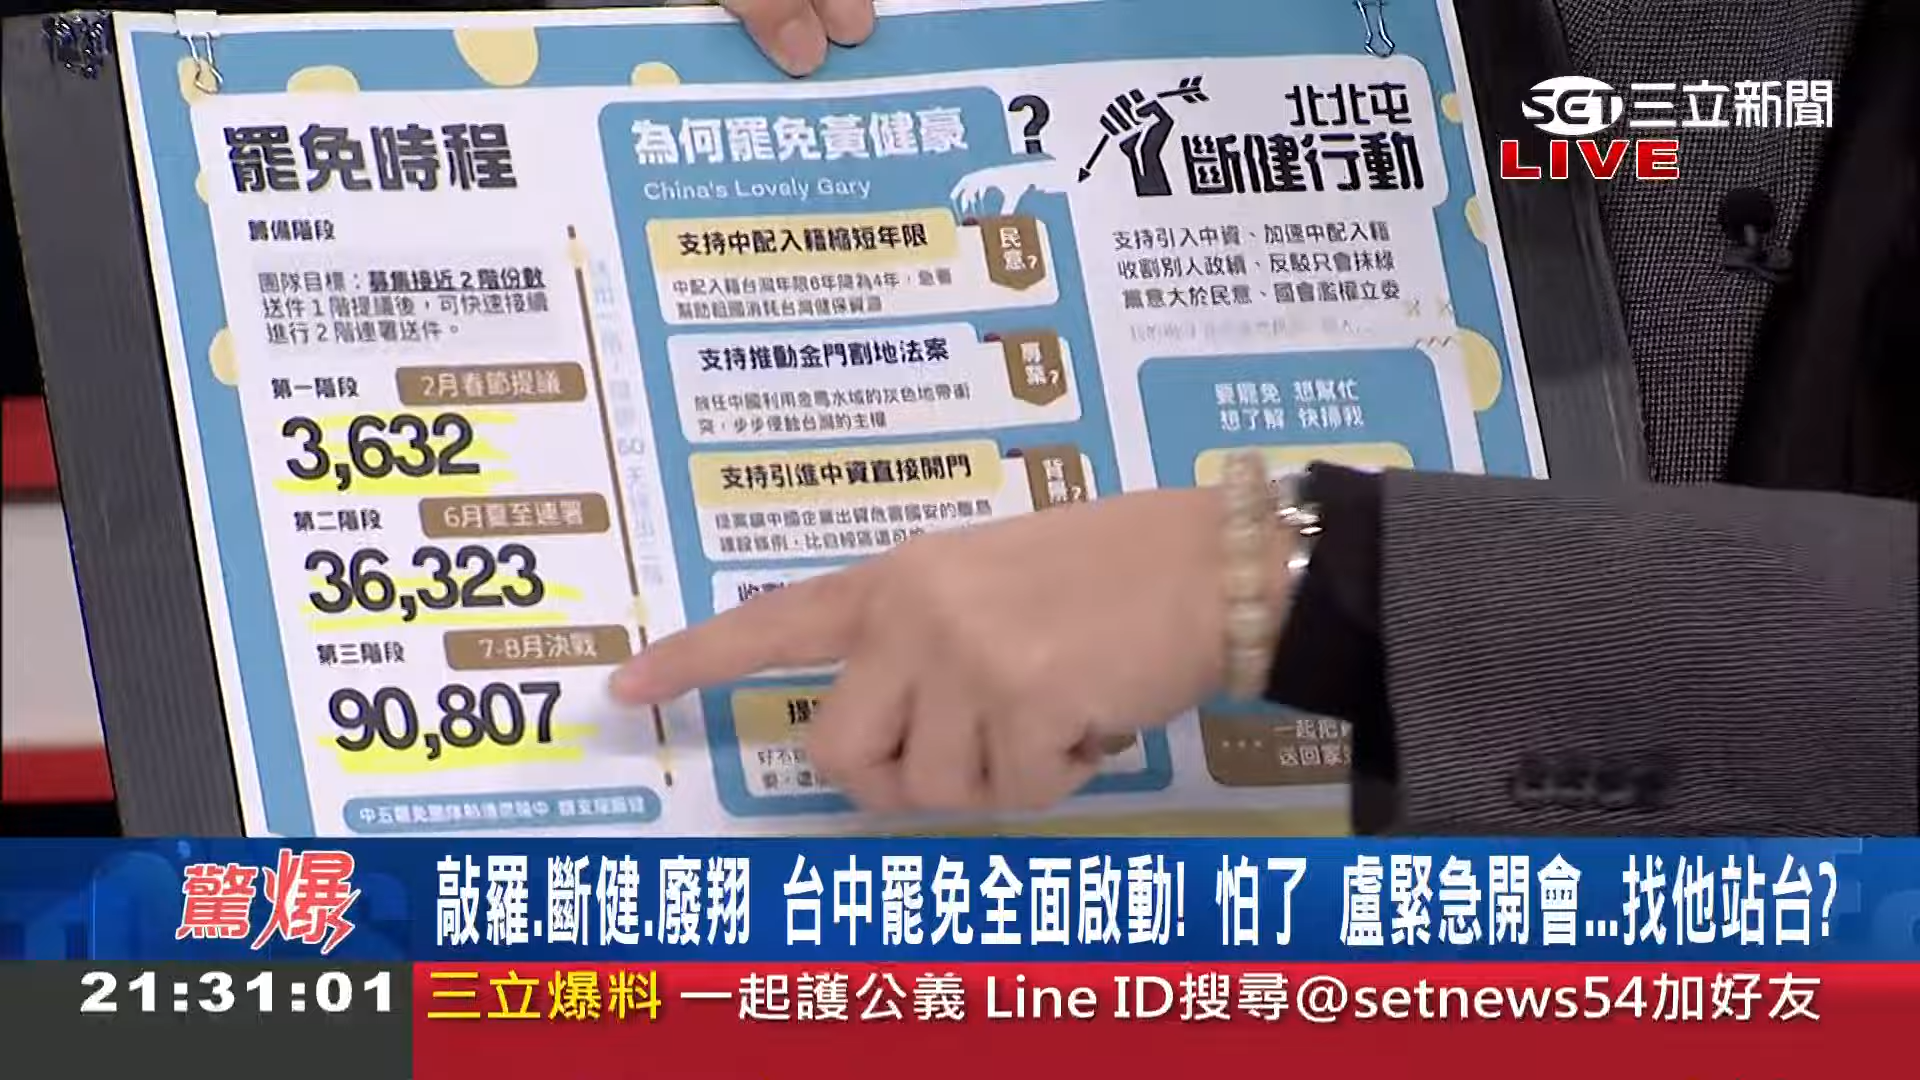 罷免時程
籌備階段
團隊目標：募集接近2階份數
送件1階提議後，可快速接續
進行2階連署送件。
第一階段 2月春節提議
3,632
第二階段 6月夏至連署
36,323
第三階段 7-8月決戰
90,807
為何罷免黃健豪?
China's Lovely Gary
支持中配入籍縮短年限
民意?
中配入籍台灣年限6年降為4年，急著
幫助祖國消耗台灣健保資源
支持推動金門割地法案
專業?
放任中國利用金馬水域的灰色地帶衝
突，步步侵蝕台灣的主權
支持引進中資直接開門
北北屯
斷健行動
支持引入中資、加速中配入籍
收割別人政績、反駁只會抹綠
黨意大於民意、國會濫權立委
要罷免 想幫忙
想了解 快掃我
一起把
送回家
SET三立新聞
LIVE
驚爆
敲羅.斷健.廢翔 台中罷免全面啟動! 怕了 盧緊急開會...找他站台?
21:31:01
三立爆料 一起護公義 Line ID搜尋@setnews54加好友